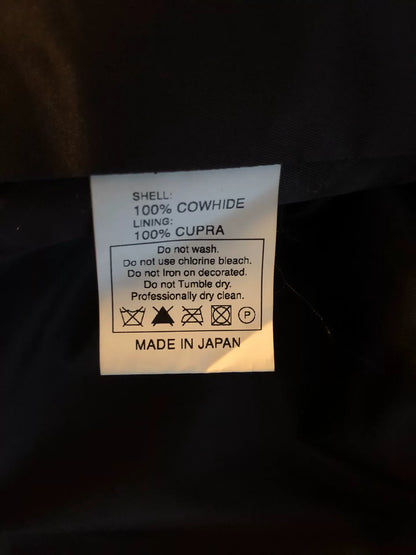 SHELL:
100% COWHIDE
LINING:
100% CUPRA
Do not wash.
Do not use chlorine bleach.
Do not Iron on decorated.
Do not Tumble dry.
Professionally dry clean.
P
MADE IN JAPAN